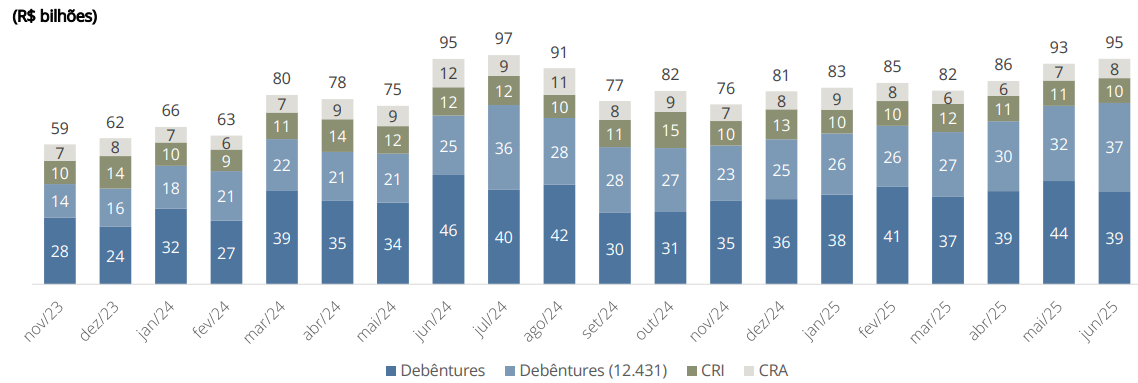 (R$ bilhões)
59 62 66 63 80 78 75 95 97 91 77 82 76 81 83 85 82 86 93 95
7 8 7 6 7 9 9 12 9 11 8 9 7 8 9 8 6 6 7 8
10 14 10 9 11 14 12 12 12 10 11 15 10 13 10 10 12 11 11 10
14 16 18 21 22 21 21 25 36 28 28 27 23 25 26 26 27 30 32 37
28 24 32 27 39 35 34 46 40 42 30 31 35 36 38 41 37 39 44 39
nov/23 dez/23 jan/24 fev/24 mar/24 abr/24 mai/24 jun/24 jul/24 ago/24 set/24 out/24 nov/24 dez/24 jan/25 fev/25 mar/25 abr/25 mai/25 jun/25
Debêntures Debêntures (12.431) CRI CRA